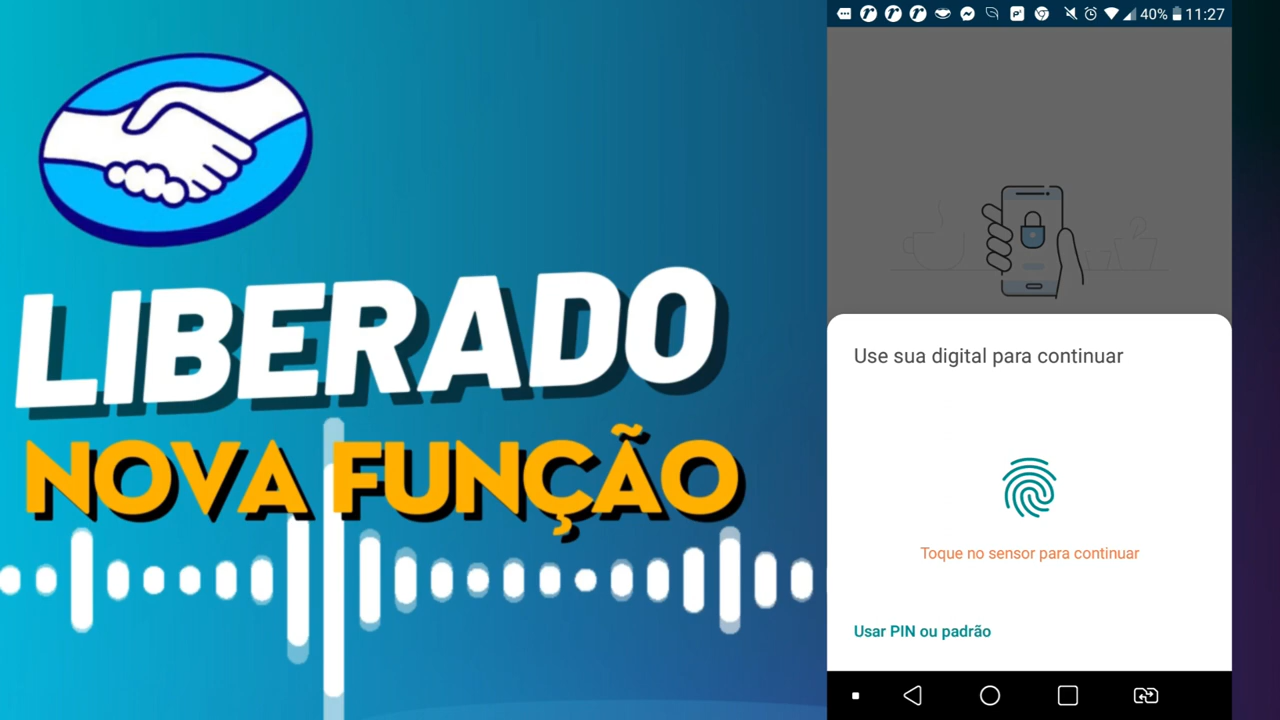 LIBERADO
NOVA FUNÇÃO
40% 11:27
Use sua digital para continuar
Toque no sensor para continuar
Usar PIN ou padrão